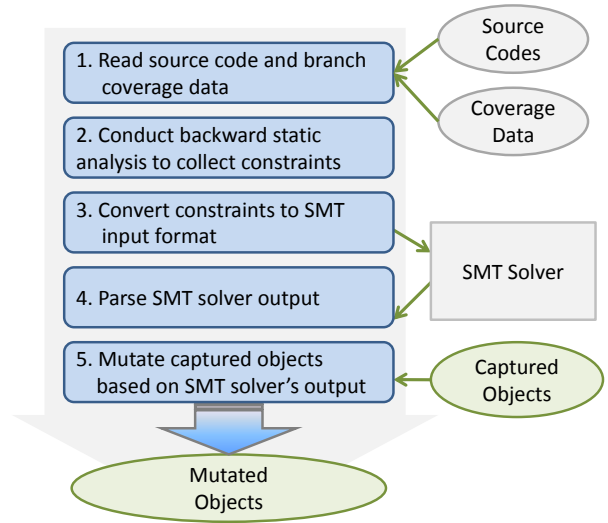 1. Read source code and branch
coverage data
Source
Codes
Coverage
Data
2. Conduct backward static
analysis to collect constraints
3. Convert constraints to SMT
input format
SMT Solver
4. Parse SMT solver output
5. Mutate captured objects
based on SMT solver's output
Captured
Objects
Mutated
Objects